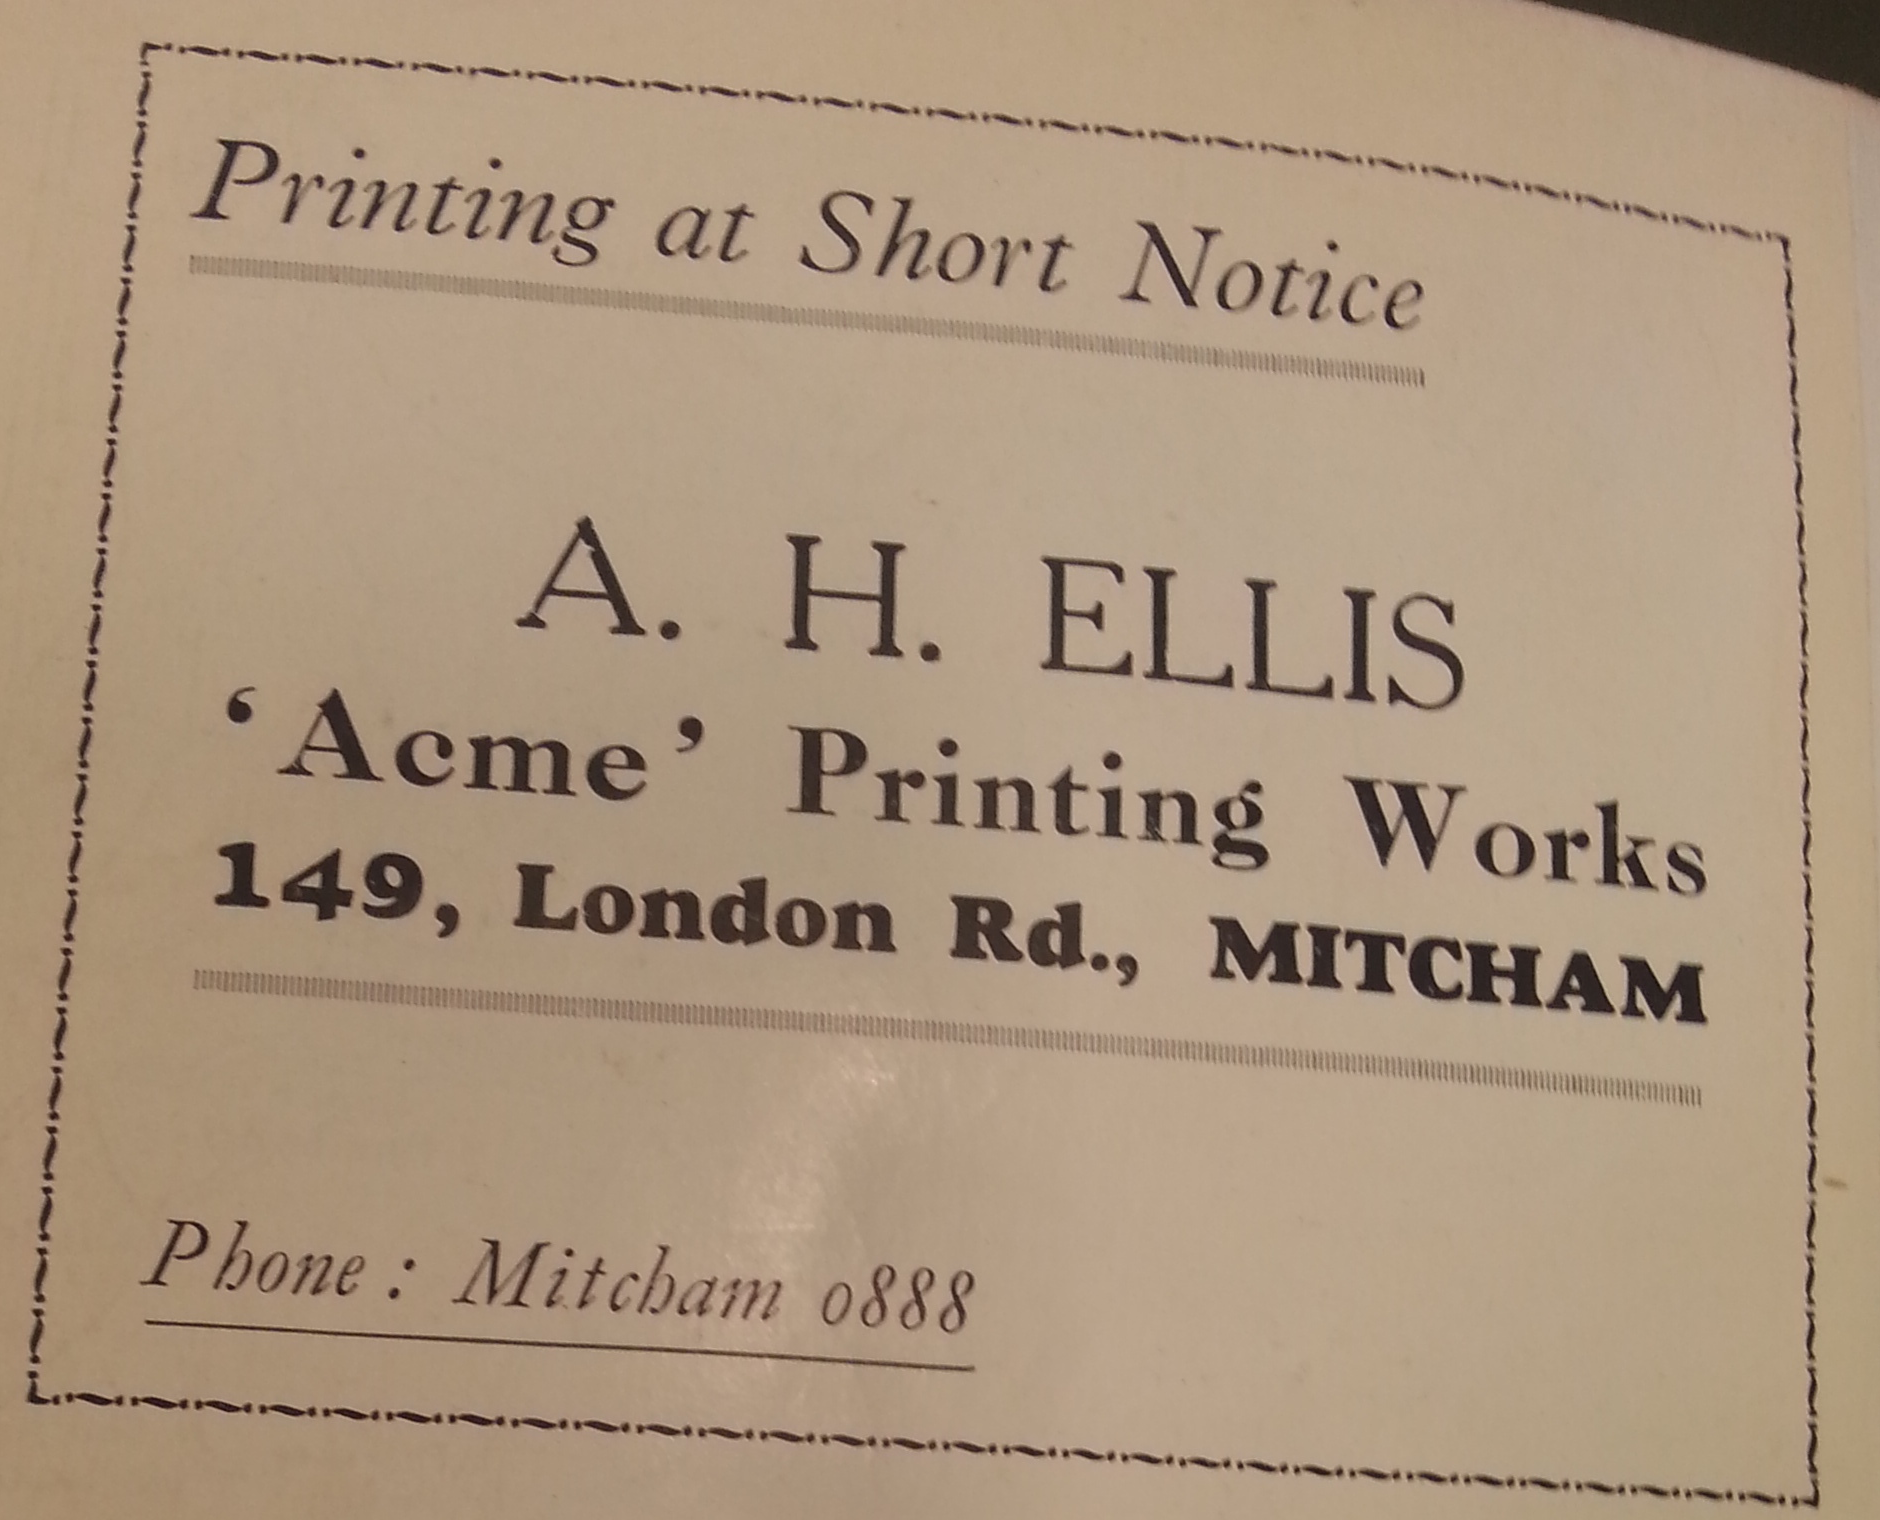 Printing at Short Notice
A. H. ELLIS
‘Acme’ Printing Works
149, London Rd., MITCHAM
Phone : Mitcham 0888